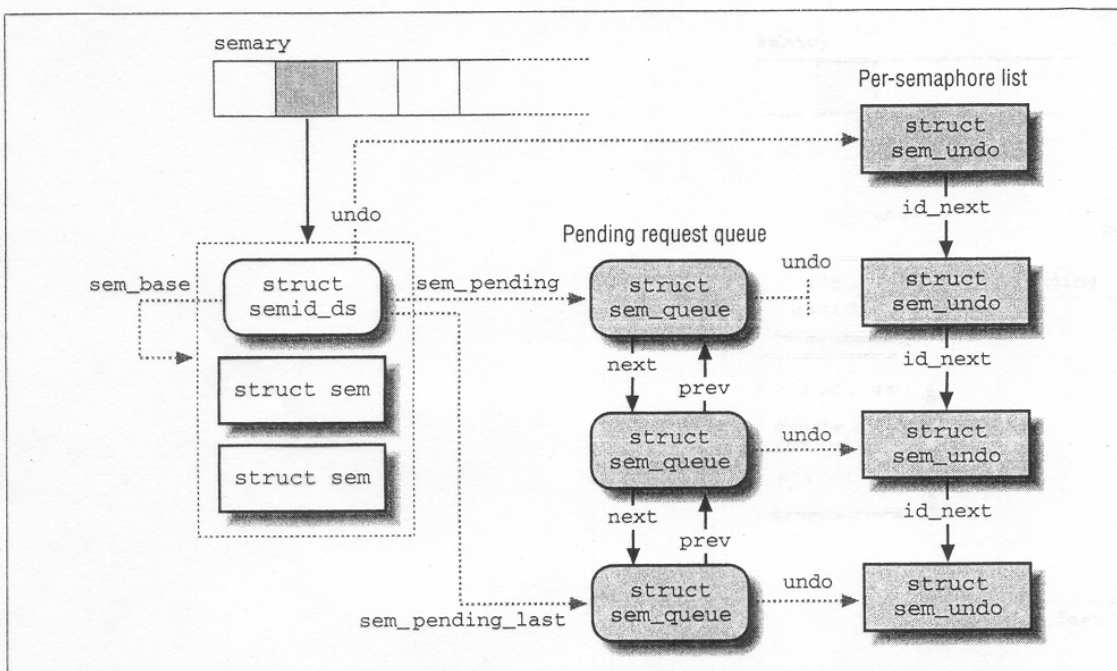 semary
Per-semaphore list
struct
sem_undo
undo
id_next
Pending request queue
sem_base
struct
semid_ds
sem_pending
struct
sem_queue
undo
struct
sem_undo
next
prev
id_next
struct sem
struct
sem_queue
undo
struct
sem_undo
struct sem
next
prev
id_next
sem_pending_last
struct
sem_queue
undo
struct
sem_undo